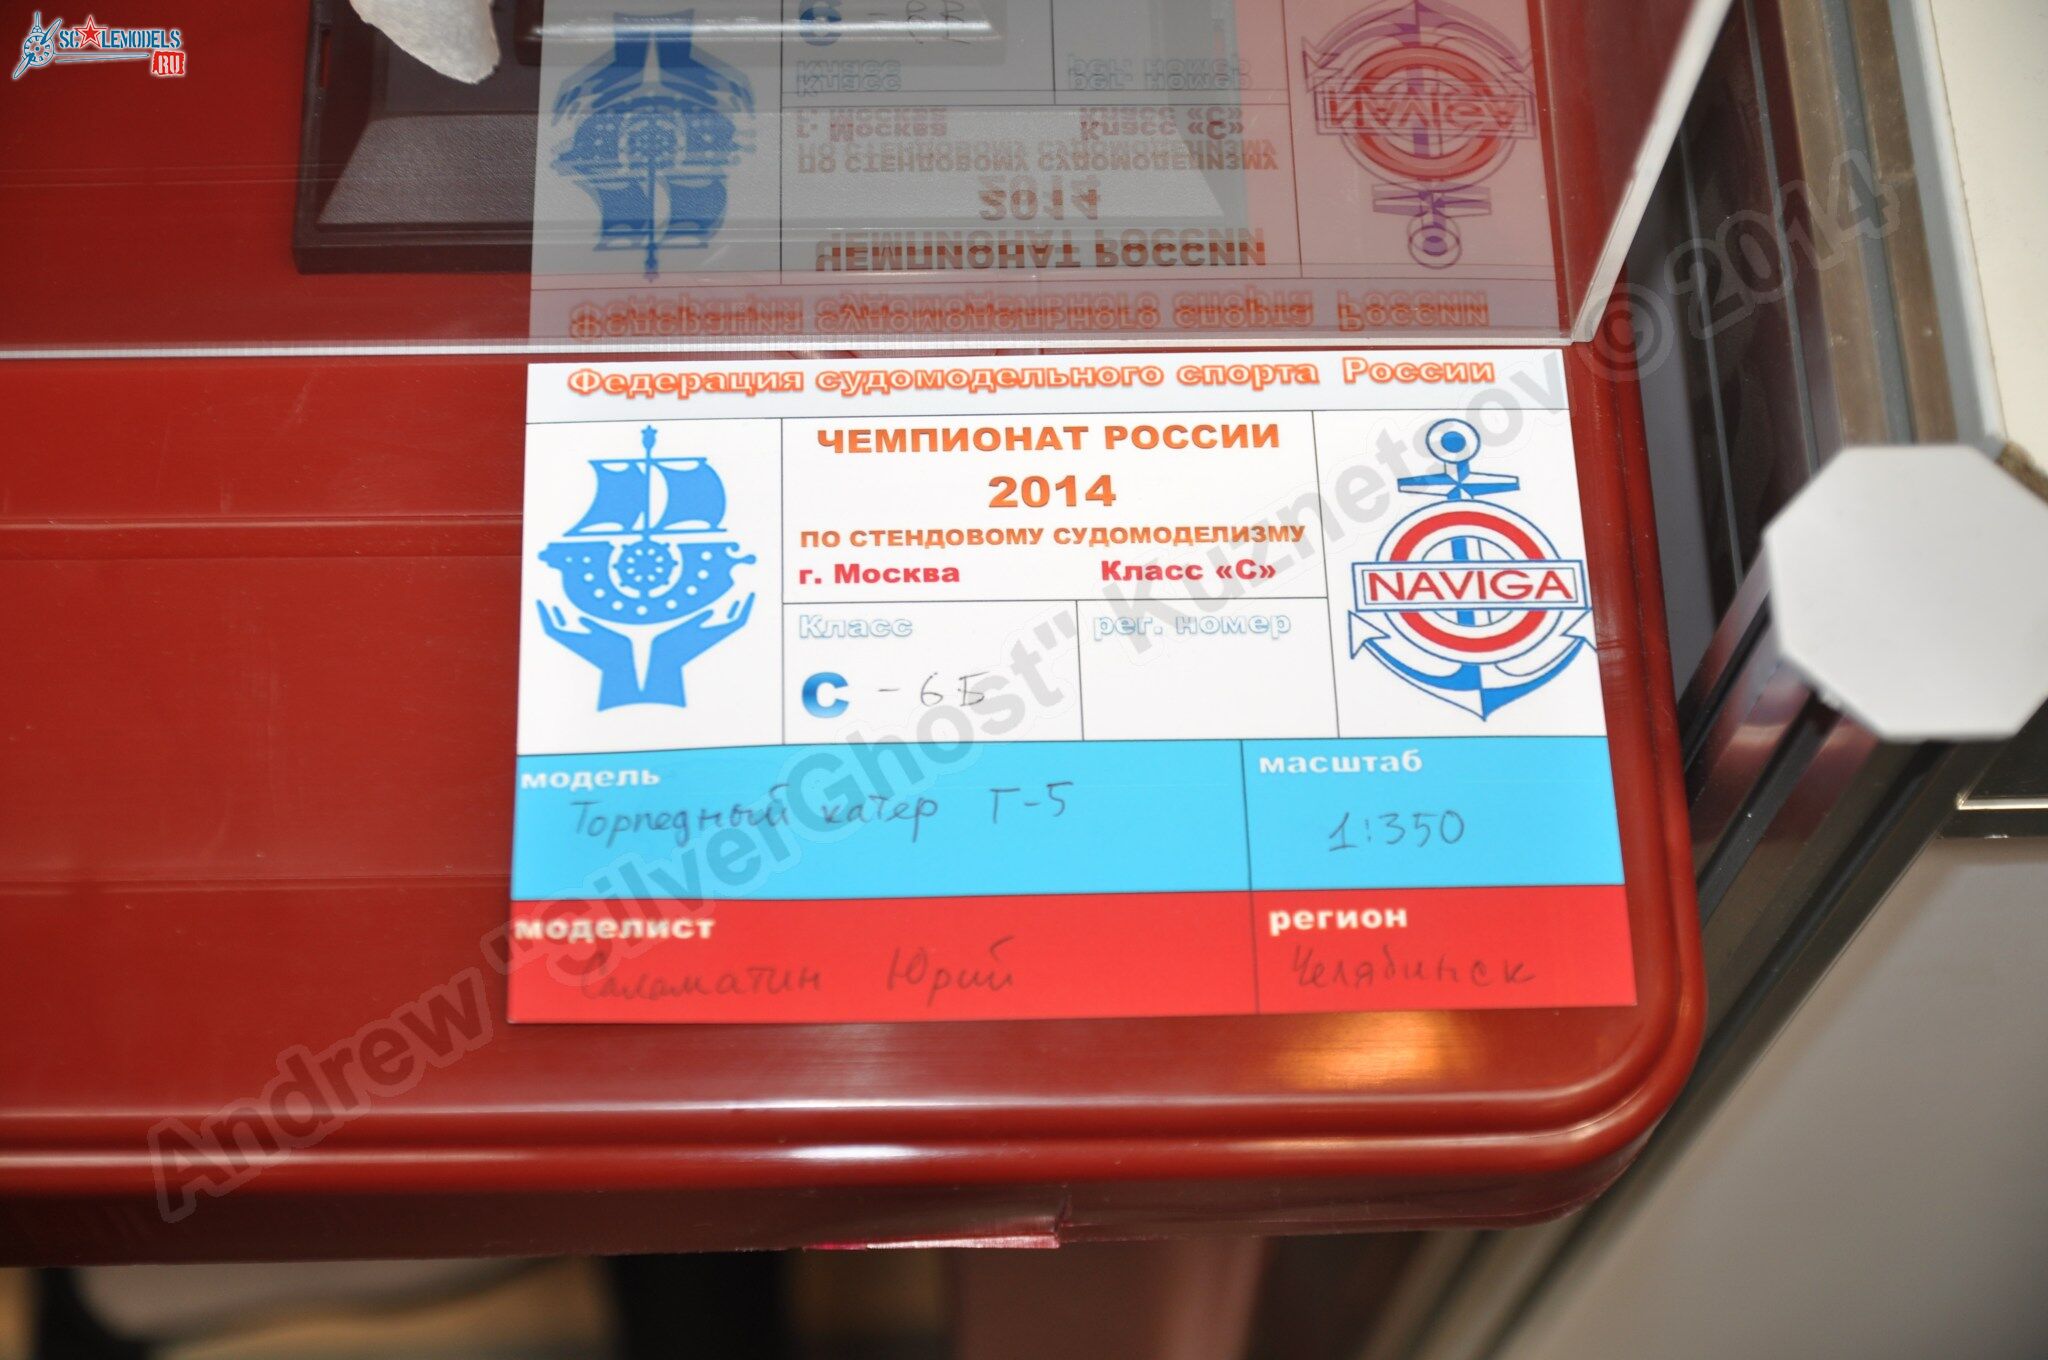 SCALEMODELS
.RU
Федерация судомодельного спорта России
ЧЕМПИОНАТ РОССИИ
2014
ПО СТЕНДОВОМУ СУДОМОДЕЛИЗМУ
г. Москва Класс «С»
NAVIGA
Класс
рег. номер
С - 6Б
модель
Торпедный катер Г-5
масштаб
1:350
моделист
Саламатин Юрий
регион
Челябинск
Andrew "SilverGhost" Kuznetsov © 2014